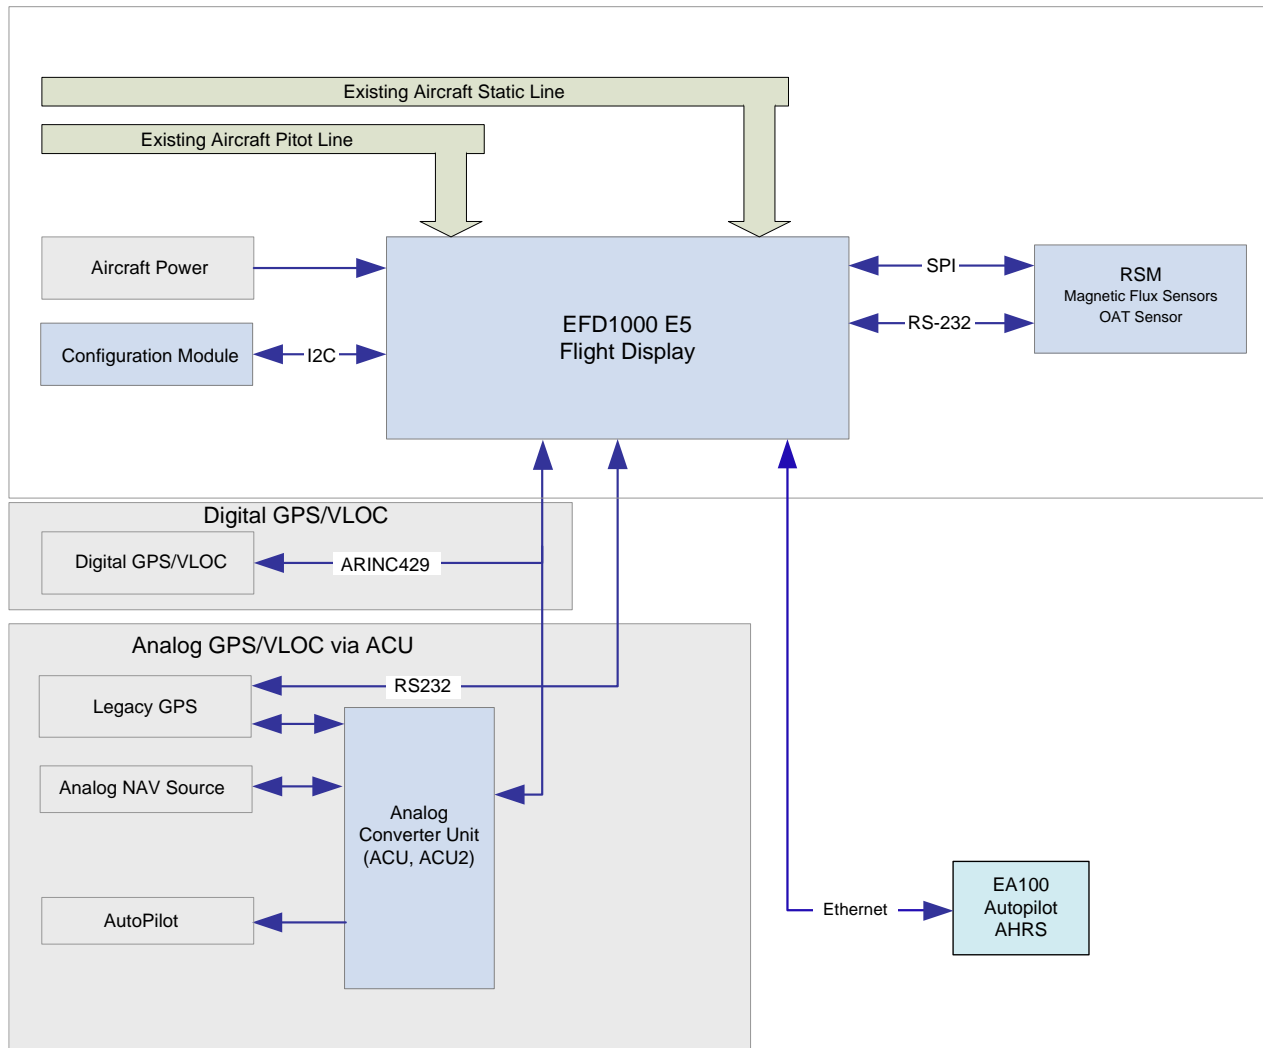 Existing Aircraft Static Line
Existing Aircraft Pitot Line
Aircraft Power
Configuration Module
I2C
EFD1000 E5
Flight Display
SPI
RS-232
RSM
Magnetic Flux Sensors
OAT Sensor
Digital GPS/VLOC
Digital GPS/VLOC
ARINC429
Analog GPS/VLOC via ACU
Legacy GPS
RS232
Analog NAV Source
Analog
Converter Unit
(ACU, ACU2)
AutoPilot
Ethernet
EA100
Autopilot
AHRS